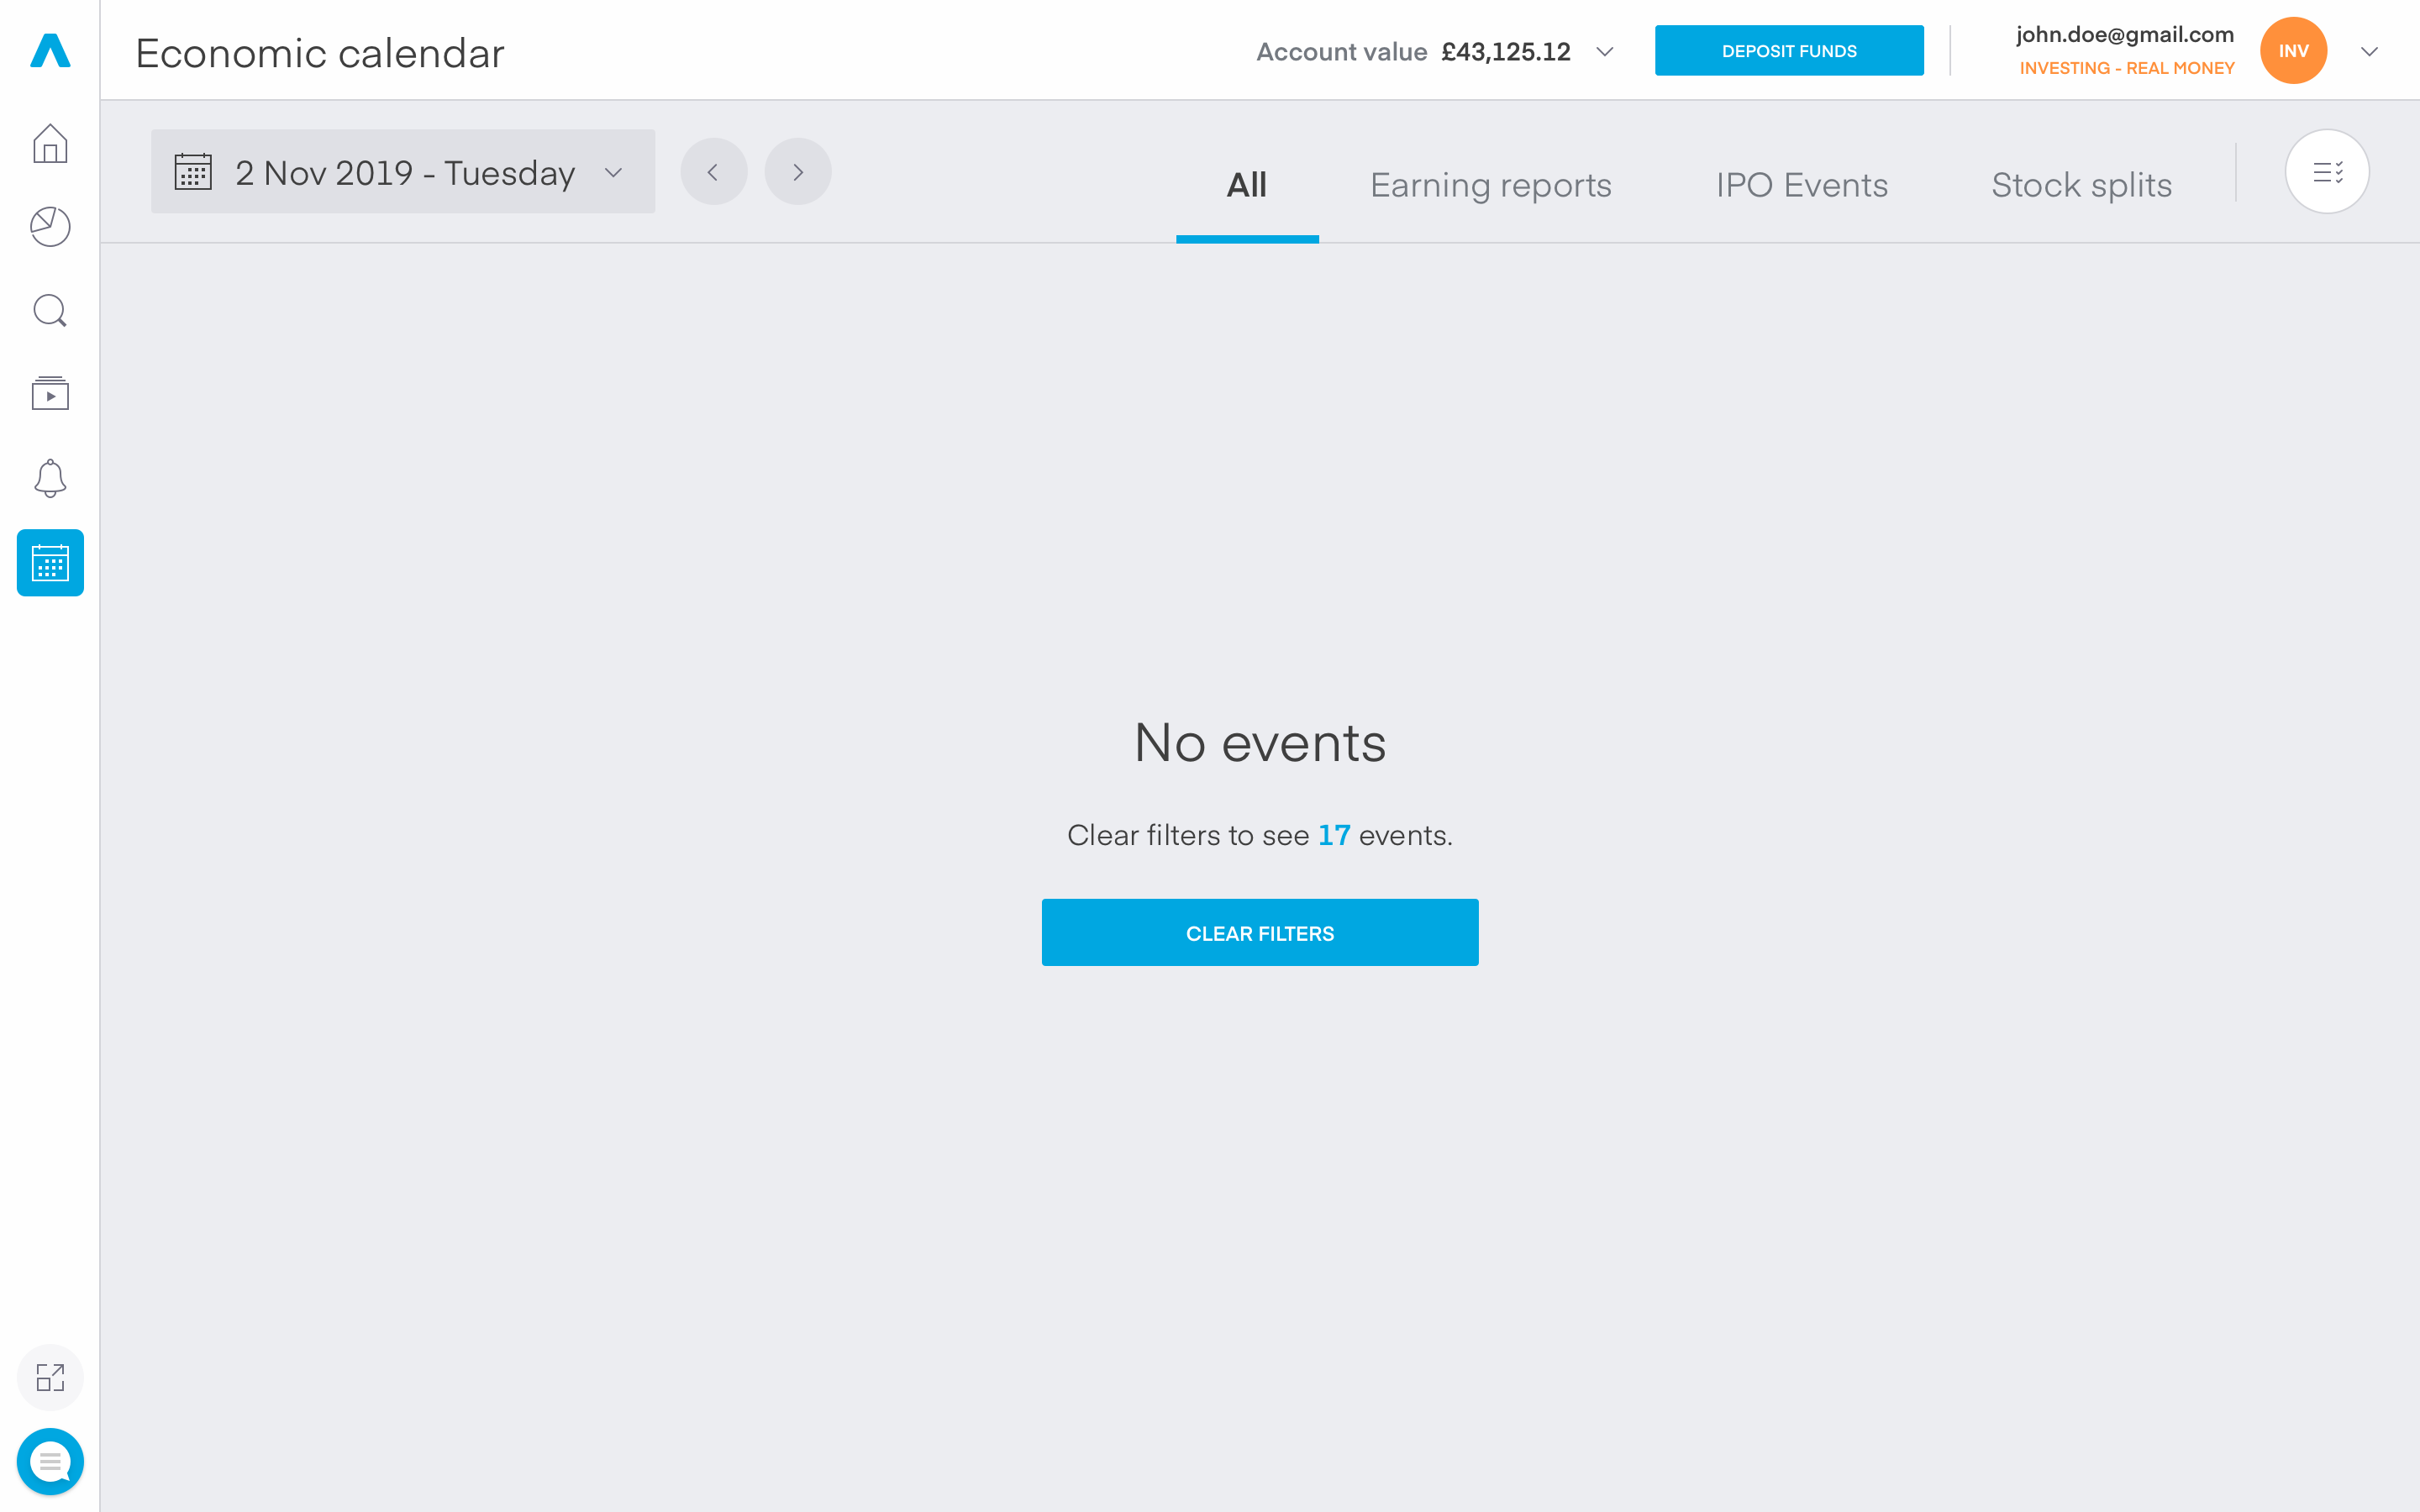 Economic calendar
Account value £43,125.12
DEPOSIT FUNDS
john.doe@gmail.com
INVESTING - REAL MONEY
INV
2 Nov 2019 - Tuesday
All
Earning reports
IPO Events
Stock splits
No events
Clear filters to see 17 events.
CLEAR FILTERS